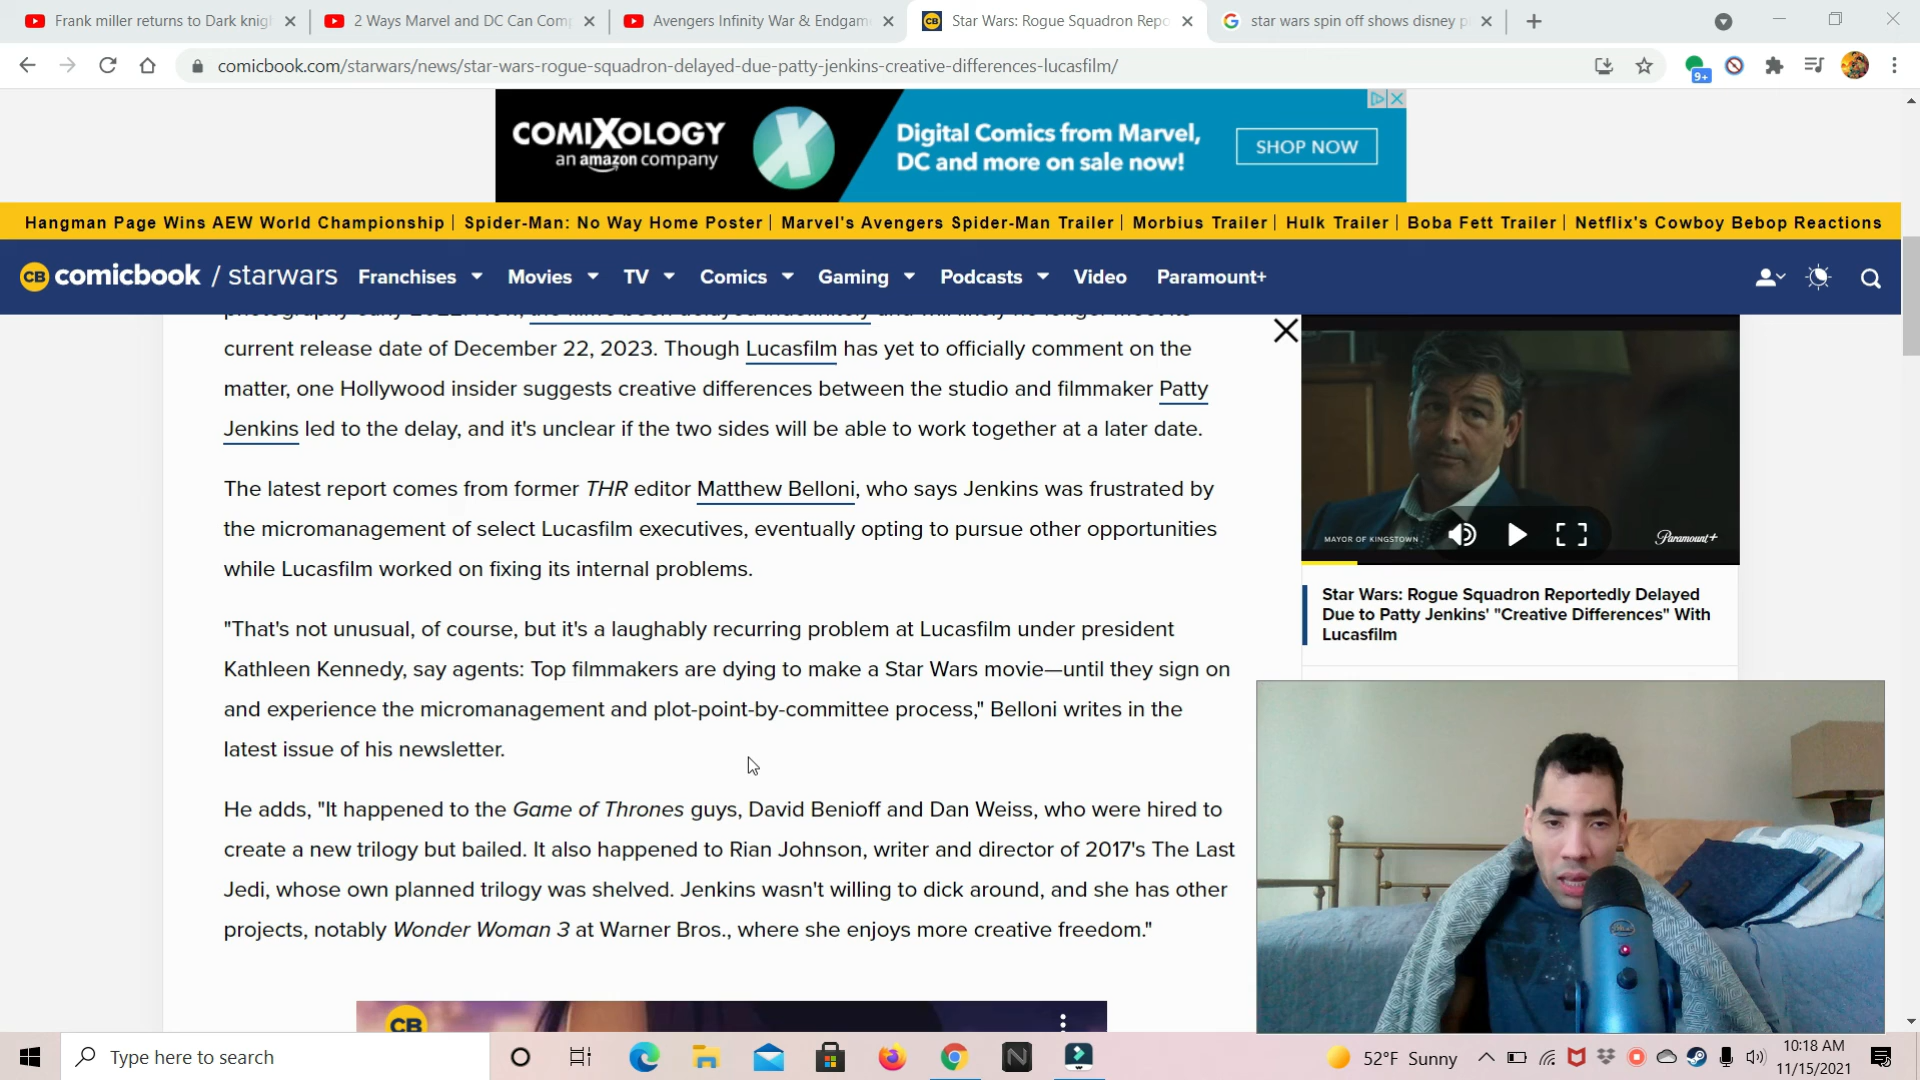 Frank miller returns to Dark knig
2 Ways Marvel and DC Can Com
Avengers Infinity War & Endgam
CB
Star Wars: Rogue Squadron Repo
star wars spin off shows disney p
comicbook.com/starwars/news/star-wars-rogue-squadron-delayed-due-patty-jenkins-creative-differences-lucasfilm/
9+
COMIXOLOGY
an amazon company
Digital Comics from Marvel,
DC and more on sale now!
SHOP NOW
Hangman Page Wins AEW World Championship | Spider-Man: No Way Home Poster | Marvel's Avengers Spider-Man Trailer | Morbius Trailer | Hulk Trailer | Boba Fett Trailer | Netflix's Cowboy Bebop Reactions
CB comicbook / starwars Franchises Movies TV Comics Gaming Podcasts Video Paramount+
current release date of December 22, 2023. Though Lucasfilm has yet to officially comment on the
matter, one Hollywood insider suggests creative differences between the studio and filmmaker Patty
Jenkins led to the delay, and it's unclear if the two sides will be able to work together at a later date.
The latest report comes from former THR editor Matthew Belloni, who says Jenkins was frustrated by
the micromanagement of select Lucasfilm executives, eventually opting to pursue other opportunities
while Lucasfilm worked on fixing its internal problems.
"That's not unusual, of course, but it's a laughably recurring problem at Lucasfilm under president
Kathleen Kennedy, say agents: Top filmmakers are dying to make a Star Wars movie—until they sign on
and experience the micromanagement and plot-point-by-committee process," Belloni writes in the
latest issue of his newsletter.
He adds, "It happened to the Game of Thrones guys, David Benioff and Dan Weiss, who were hired to
create a new trilogy but bailed. It also happened to Rian Johnson, writer and director of 2017's The Last
Jedi, whose own planned trilogy was shelved. Jenkins wasn't willing to dick around, and she has other
projects, notably Wonder Woman 3 at Warner Bros., where she enjoys more creative freedom."
MAYOR OF KINGSTOWN
Paramount+
Star Wars: Rogue Squadron Reportedly Delayed
Due to Patty Jenkins' "Creative Differences" With
Lucasfilm
CB
Type here to search
N
52°F Sunny
10:18 AM
11/15/2021